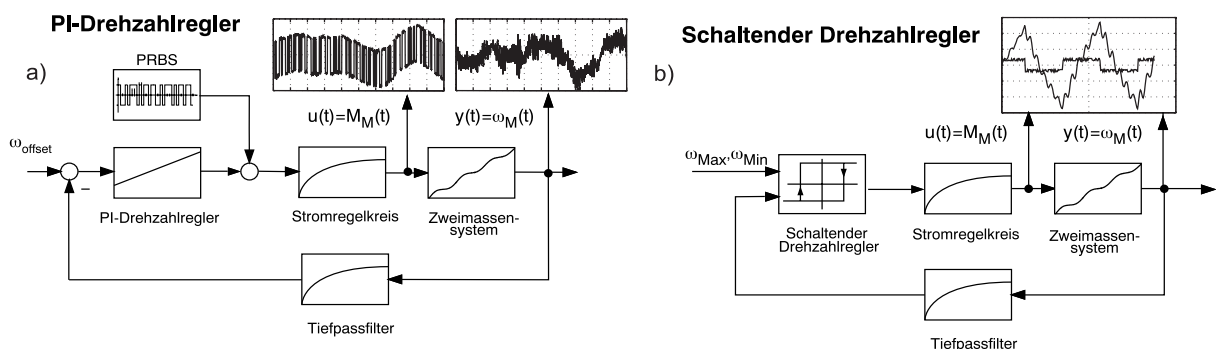 PI-Drehzahlregler
a)
PRBS
u(t)=M_M(t)
y(t)=ω_M(t)
ω_offset
−
PI-Drehzahlregler
Stromregelkreis
Zweimassen-
system
Tiefpassfilter
Schaltender Drehzahlregler
b)
u(t)=M_M(t)
y(t)=ω_M(t)
ω_Max,ω_Min
Schaltender
Drehzahlregler
Stromregelkreis
Zweimassen-
system
Tiefpassfilter